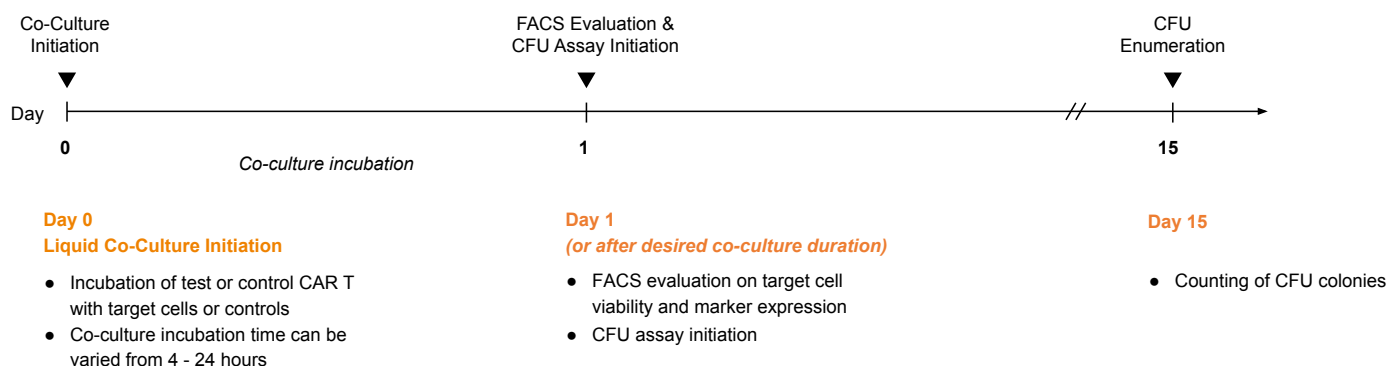 Co-Culture
Initiation
FACS Evaluation &
CFU Assay Initiation
CFU
Enumeration
Day
0
1
15
Co-culture incubation
Day 0
Liquid Co-Culture Initiation
● Incubation of test or control CAR T
with target cells or controls
● Co-culture incubation time can be
varied from 4 - 24 hours
Day 1
(or after desired co-culture duration)
● FACS evaluation on target cell
viability and marker expression
● CFU assay initiation
Day 15
● Counting of CFU colonies